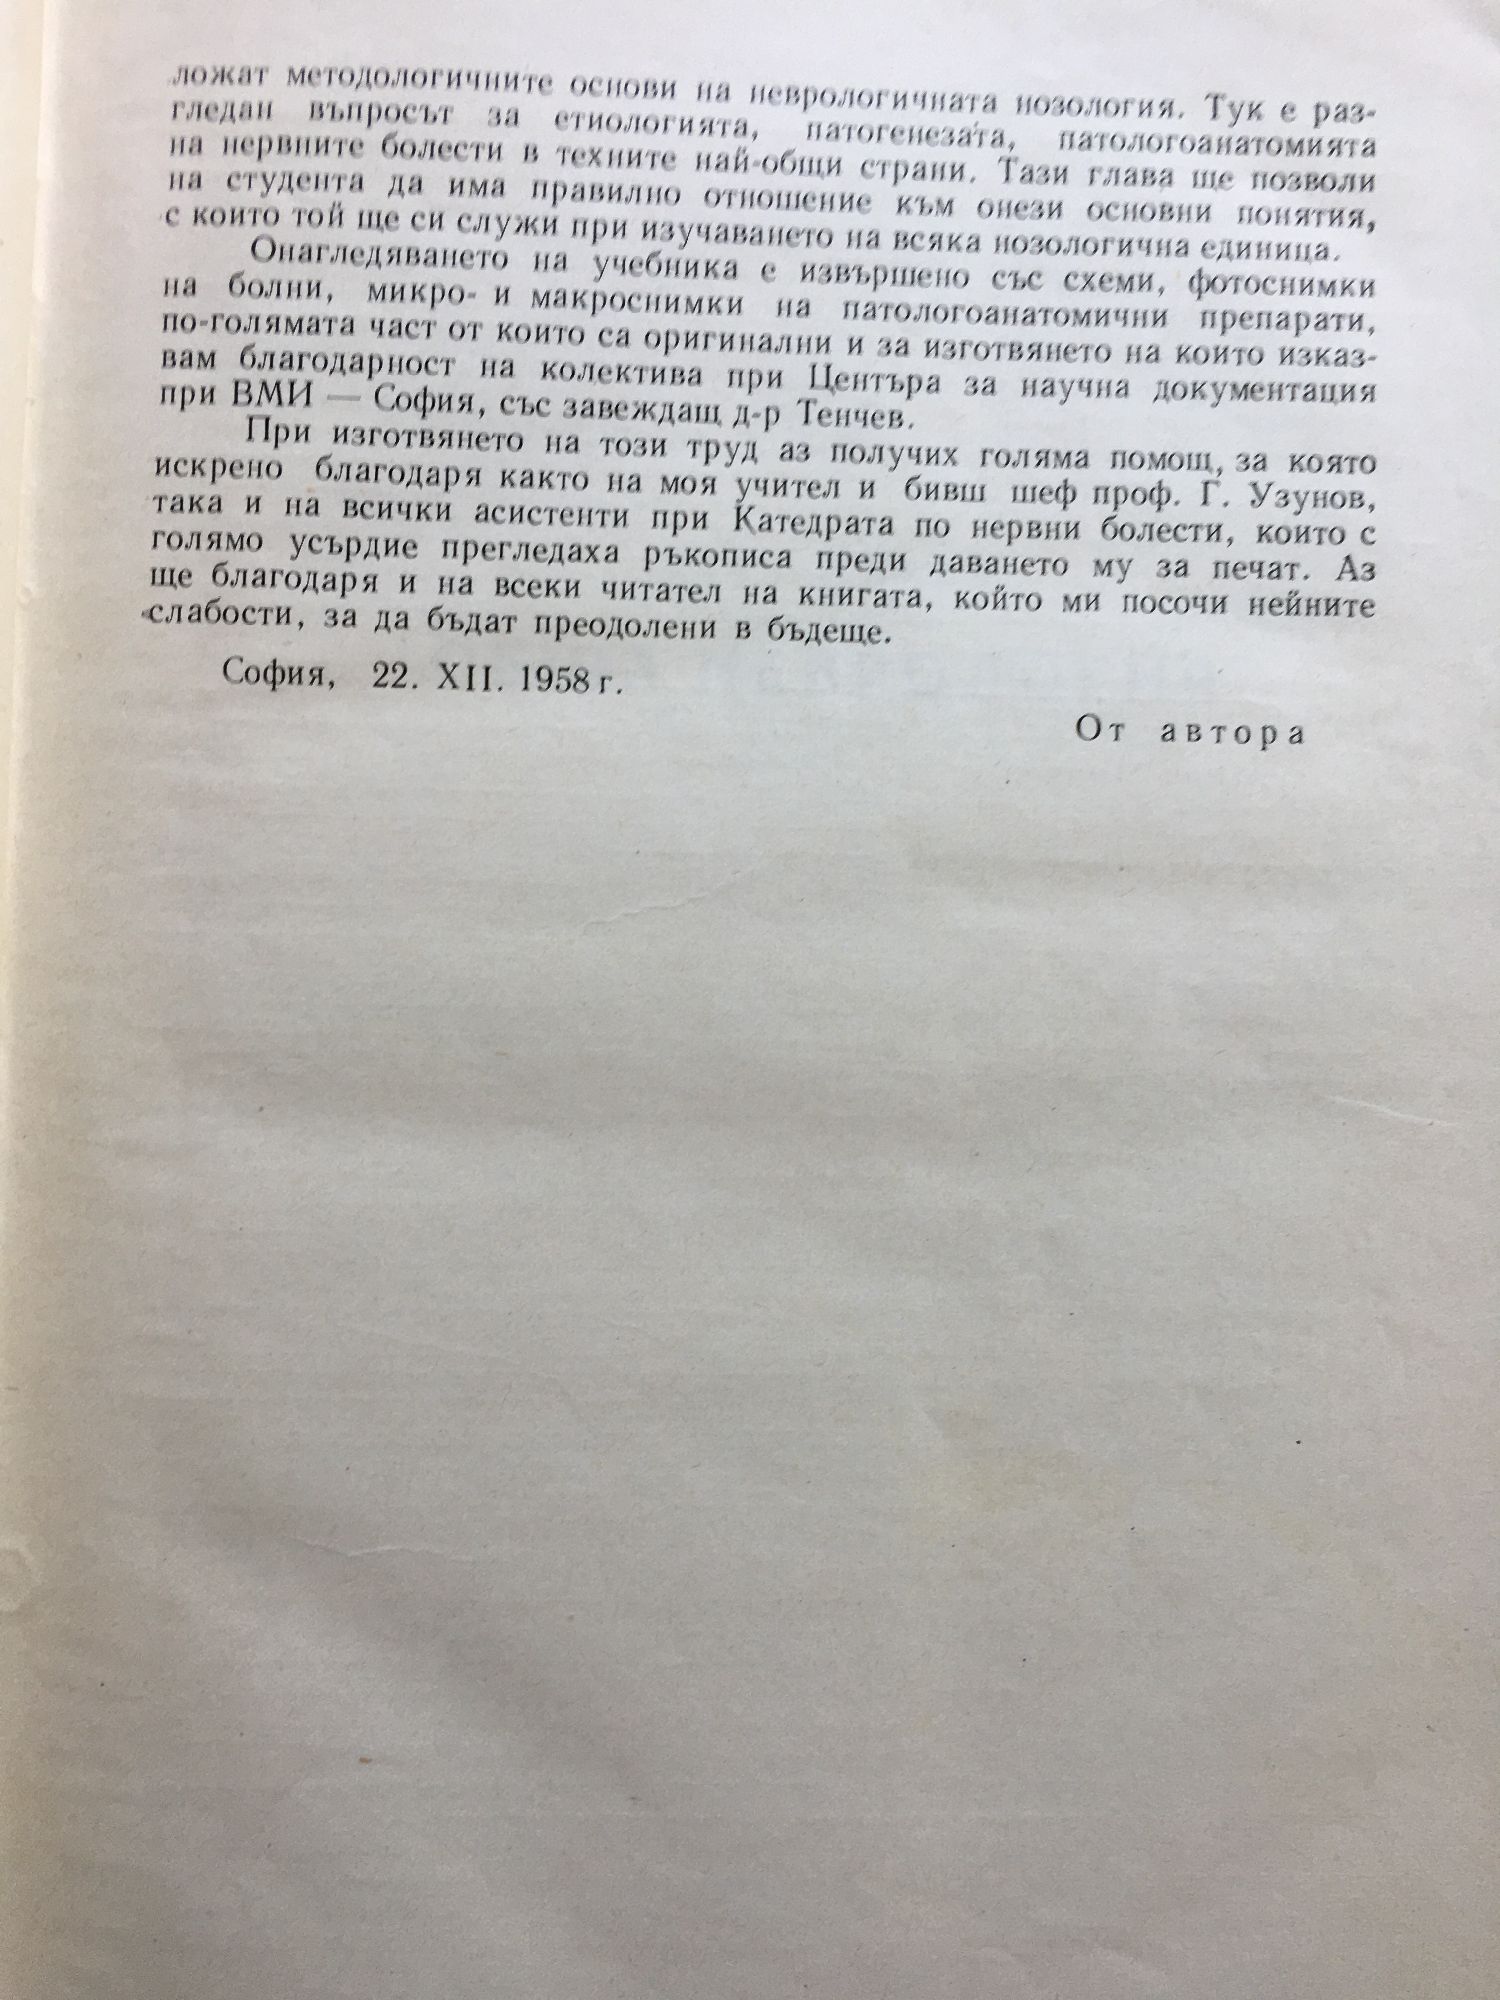 ложат методологичните основи на неврологичната нозология. Тук е раз-
гледан въпросът за етиологията, патогенезата, патологоанатомията
на нервните болести в техните най-общи страни. Тази глава ще позволи
на студента да има правилно отношение към онези основни понятия,
с които той ще си служи при изучаването на всяка нозологична единица.
Онагледяването на учебника е извършено със схеми, фотоснимки
на болни, микро- и макроснимки на патологоанатомични препарати,
по-голямата част от които са оригинални и за изготвянето на които изказ-
вам благодарност на колектива при Центъра за научна документация
при ВМИ — София, със завеждащ д-р Тенчев.
При изготвянето на този труд аз получих голяма помощ, за която
искрено благодаря както на моя учител и бивш шеф проф. Г. Узунов,
така и на всички асистенти при Катедрата по нервни болести, които с
голямо усърдие прегледаха ръкописа преди даването му за печат. Аз
ще благодаря и на всеки читател на книгата, който ми посочи нейните
слабости, за да бъдат преодолени в бъдеще.
София, 22. XII. 1958 г.
От автора